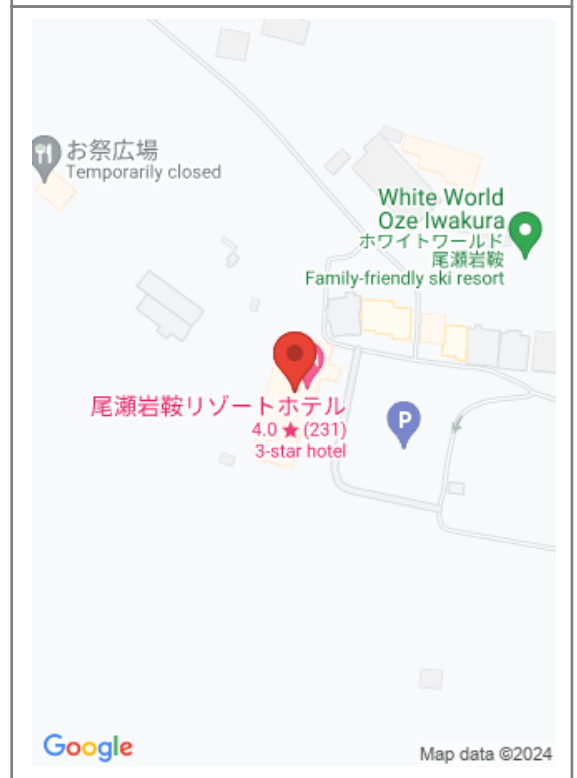 お祭広場
Temporarily closed
White World
Oze Iwakura
ホワイトワールド
尾瀬岩鞍
Family-friendly ski resort
尾瀬岩鞍リゾートホテル
4.0 ★ (231)
3-star hotel
P
Google
Map data ©2024